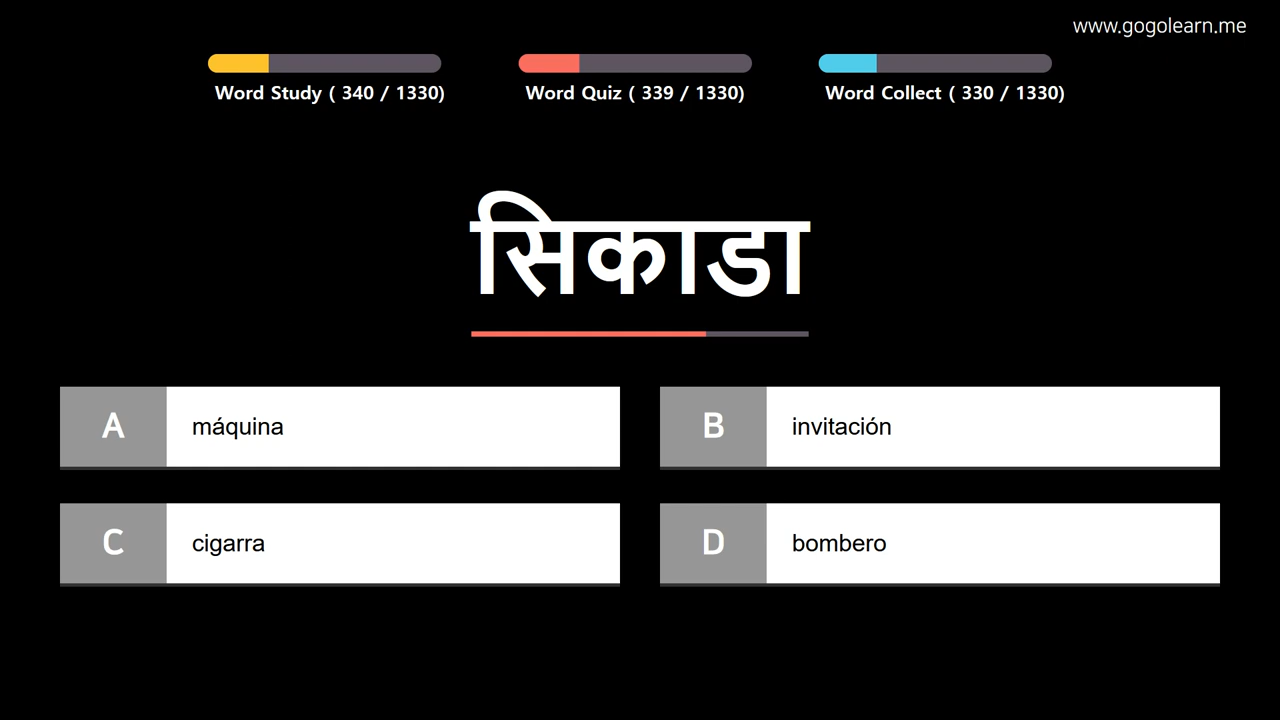 www.gogolearn.me
Word Study ( 340 / 1330)
Word Quiz ( 339 / 1330)
Word Collect ( 330 / 1330)
सिकाडा
A máquina
B invitación
C cigarra
D bombero